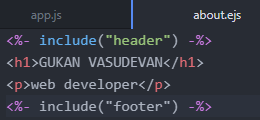 app.js about.ejs
<%- include("header") -%>
<h1>GUKAN VASUDEVAN</h1>
<p>web developer</p>
<%- include("footer") -%>